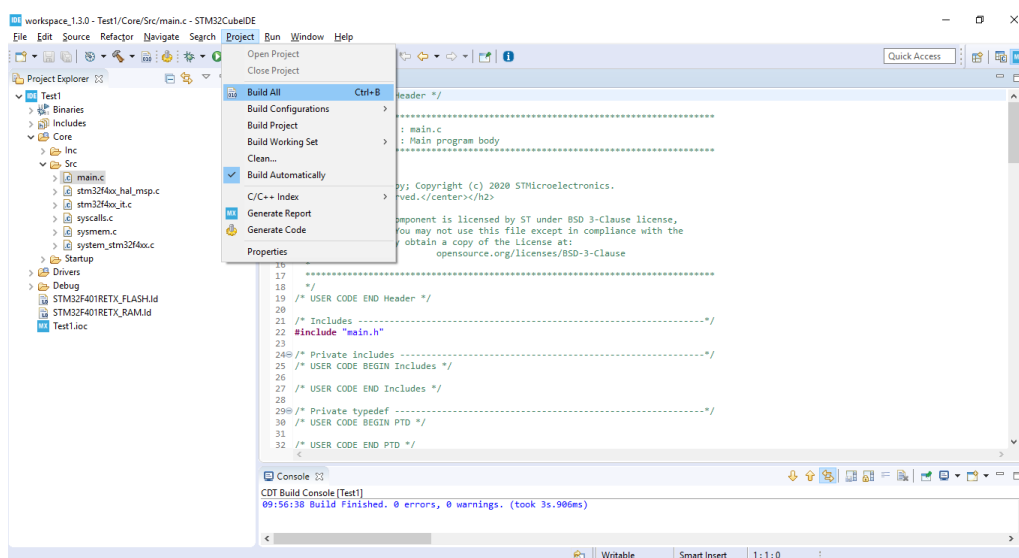 IDE workspace_1.3.0 - Test1/Core/Src/main.c - STM32CubeIDE
File Edit Source Refactor Navigate Search Project Run Window Help
Quick Access
Project Explorer
IDE Test1
Binaries
Includes
Core
Inc
Src
main.c
stm32f4xx_hal_msp.c
stm32f4xx_it.c
syscalls.c
sysmem.c
system_stm32f4xx.c
Startup
Drivers
Debug
STM32F401RETX_FLASH.ld
STM32F401RETX_RAM.ld
MX Test1.ioc
Open Project
Close Project
Build All Ctrl+B
Build Configurations
Build Project
Build Working Set
Clean...
Build Automatically
C/C++ Index
MX Generate Report
Generate Code
Properties
Header */
******************************************************************
: main.c
: Main program body
******************************************************************
py; Copyright (c) 2020 STMicroelectronics.
rved.</center></h2>
omponent is licensed by ST under BSD 3-Clause license,
You may not use this file except in compliance with the
y obtain a copy of the License at:
opensource.org/licenses/BSD-3-Clause
16 *
17 ******************************************************************************
18 */
19 /* USER CODE END Header */
20
21 /* Includes ------------------------------------------------------------------*/
22 #include "main.h"
23
24 /* Private includes ----------------------------------------------------------*/
25 /* USER CODE BEGIN Includes */
26
27 /* USER CODE END Includes */
28
29 /* Private typedef -----------------------------------------------------------*/
30 /* USER CODE BEGIN PTD */
31
32 /* USER CODE END PTD */
Console
CDT Build Console [Test1]
09:56:38 Build Finished. 0 errors, 0 warnings. (took 3s.906ms)
Writable Smart Insert 1:1:0